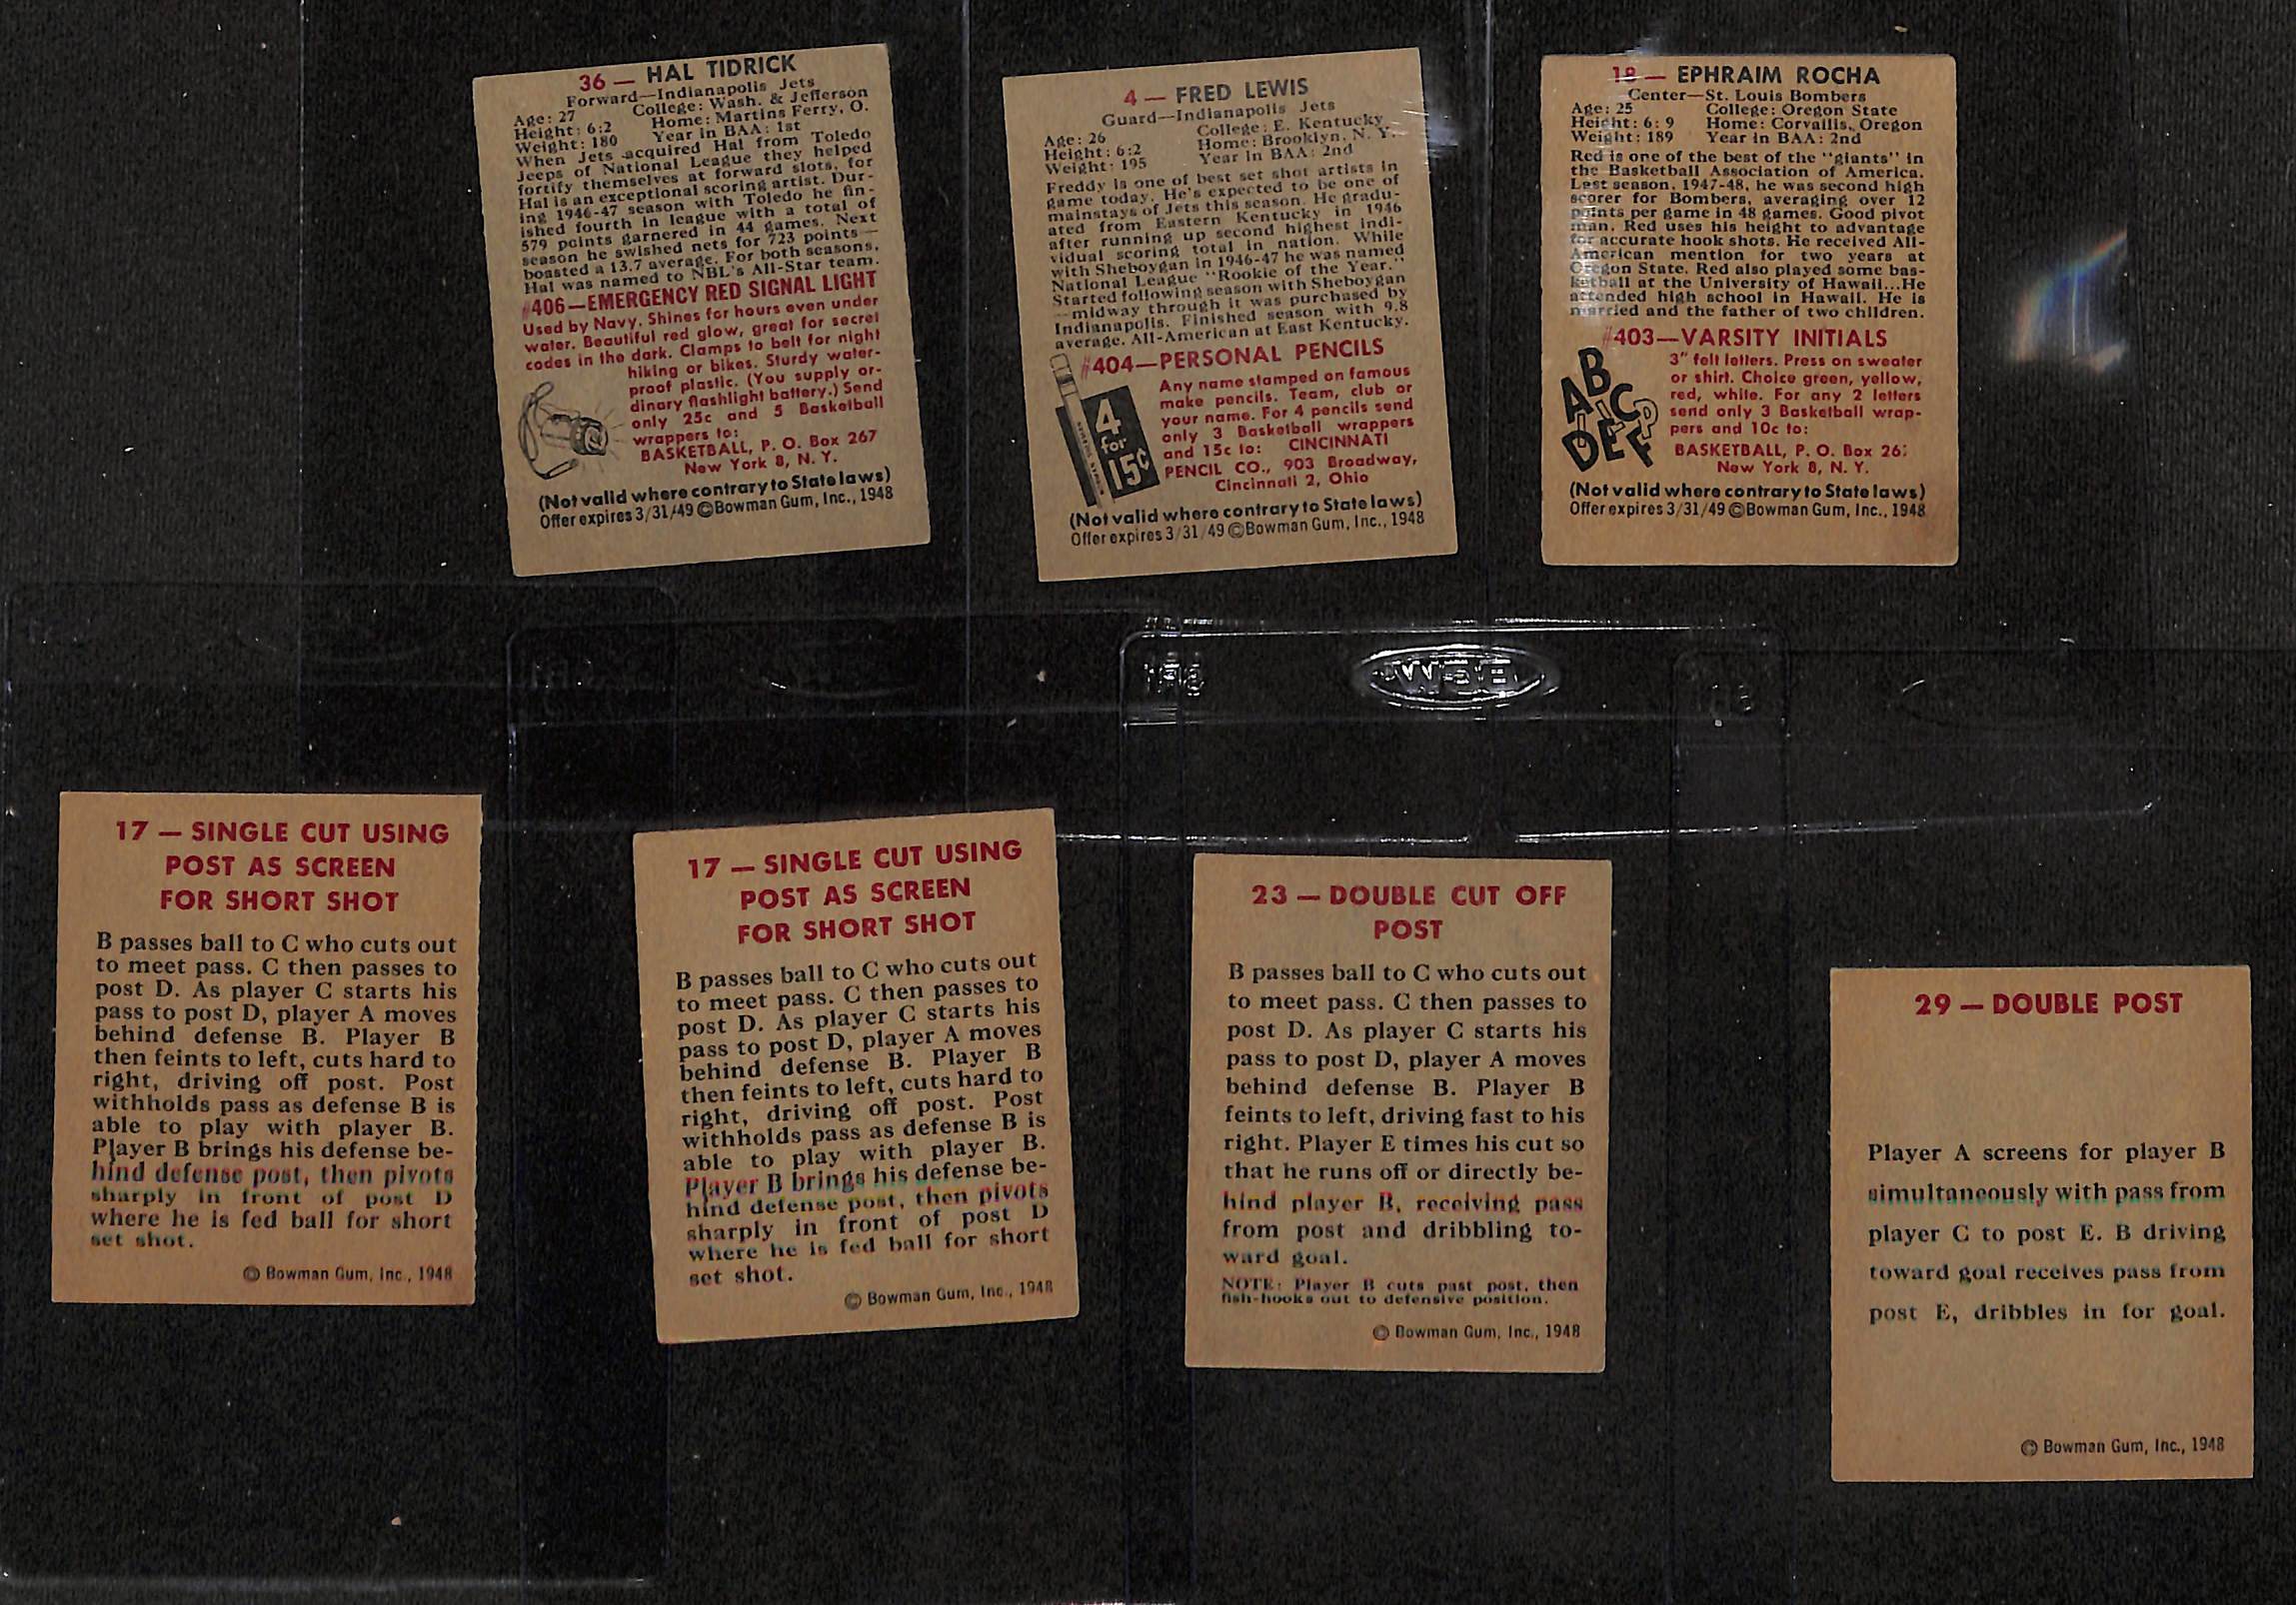 36 — HAL TIDRICK
Forward—Indianapolis Jets
Age: 27 College: Wash. & Jefferson
Height: 6:2 Home: Martins Ferry, O.
Weight: 180 Year in BAA: 1st
When Jets acquired Hal from Toledo
Jeeps of National League they helped
fortify themselves at forward slots, for
Hal is an exceptional scoring artist. Dur-
ing 1946-47 season with Toledo he fin-
ished fourth in league with a total of
579 points garnered in 44 games. Next
season he swished nets for 723 points—
boasted a 13.7 average. For both seasons,
Hal was named to NBL's All-Star team.
#406—EMERGENCY RED SIGNAL LIGHT
Used by Navy. Shines for hours even under
water. Beautiful red glow, great for secret
codes in the dark. Clamps to belt for night
hiking or bikes. Sturdy water-
proof plastic. (You supply or-
dinary flashlight battery.) Send
only 25c and 5 Basketball
wrappers to:
BASKETBALL, P. O. Box 267
New York 8, N. Y.
(Not valid where contrary to State laws)
Offer expires 3/31/49 ©Bowman Gum, Inc., 1948
4 — FRED LEWIS
Guard—Indianapolis Jets
Age: 26 College: E. Kentucky
Height: 6:2 Home: Brooklyn, N. Y.
Weight: 195 Year in BAA: 2nd
Freddy is one of best set shot artists in
game today. He's expected to be one of
mainstays of Jets this season. He gradu-
ated from Eastern Kentucky in 1946
after running up second highest indi-
vidual scoring total in nation. While
with Sheboygan in 1946-47 he was named
National League "Rookie of the Year."
Started following season with Sheboygan
—midway through it was purchased by
Indianapolis. Finished season with 9.8
average. All-American at East Kentucky.
#404—PERSONAL PENCILS
Any name stamped on famous
make pencils. Team, club or
your name. For 4 pencils send
only 3 Basketball wrappers
and 15c to: CINCINNATI
PENCIL CO., 903 Broadway,
Cincinnati 2, Ohio
4
for
15¢
(Not valid where contrary to State laws)
Offer expires 3/31/49 ©Bowman Gum, Inc., 1948
18 — EPHRAIM ROCHA
Center—St. Louis Bombers
Age: 25 College: Oregon State
Height: 6: 9 Home: Corvallis, Oregon
Weight: 189 Year in BAA: 2nd
Red is one of the best of the "giants" in
the Basketball Association of America.
Last season, 1947-48, he was second high
scorer for Bombers, averaging over 12
points per game in 48 games. Good pivot
man. Red uses his height to advantage
for accurate hook shots. He received All-
American mention for two years at
Oregon State. Red also played some bas-
ketball at the University of Hawaii...He
attended high school in Hawaii. He is
married and the father of two children.
#403—VARSITY INITIALS
3" felt letters. Press on sweater
or shirt. Choice green, yellow,
red, white. For any 2 letters
send only 3 Basketball wrap-
pers and 10c to:
BASKETBALL, P. O. Box 267
New York 8, N. Y.
A B C D E F P
(Not valid where contrary to State laws)
Offer expires 3/31/49 ©Bowman Gum, Inc., 1948
17 — SINGLE CUT USING
POST AS SCREEN
FOR SHORT SHOT
B passes ball to C who cuts out
to meet pass. C then passes to
post D. As player C starts his
pass to post D, player A moves
behind defense B. Player B
then feints to left, cuts hard to
right, driving off post. Post
withholds pass as defense B is
able to play with player B.
Player B brings his defense be-
hind defense post, then pivots
sharply in front of post D
where he is fed ball for short
set shot.
© Bowman Gum, Inc., 1948
17 — SINGLE CUT USING
POST AS SCREEN
FOR SHORT SHOT
B passes ball to C who cuts out
to meet pass. C then passes to
post D. As player C starts his
pass to post D, player A moves
behind defense B. Player B
then feints to left, cuts hard to
right, driving off post. Post
withholds pass as defense B is
able to play with player B.
Player B brings his defense be-
hind defense post, then pivots
sharply in front of post D
where he is fed ball for short
set shot.
© Bowman Gum, Inc., 1948
23 — DOUBLE CUT OFF
POST
B passes ball to C who cuts out
to meet pass. C then passes to
post D. As player C starts his
pass to post D, player A moves
behind defense B. Player B
feints to left, driving fast to his
right. Player E times his cut so
that he runs off or directly be-
hind player B, receiving pass
from post and dribbling to-
ward goal.
NOTE: Player B cuts past post, then
fish-hooks out to defensive position.
© Bowman Gum, Inc., 1948
29 — DOUBLE POST
Player A screens for player B
simultaneously with pass from
player C to post E. B driving
toward goal receives pass from
post E, dribbles in for goal.
© Bowman Gum, Inc., 1948